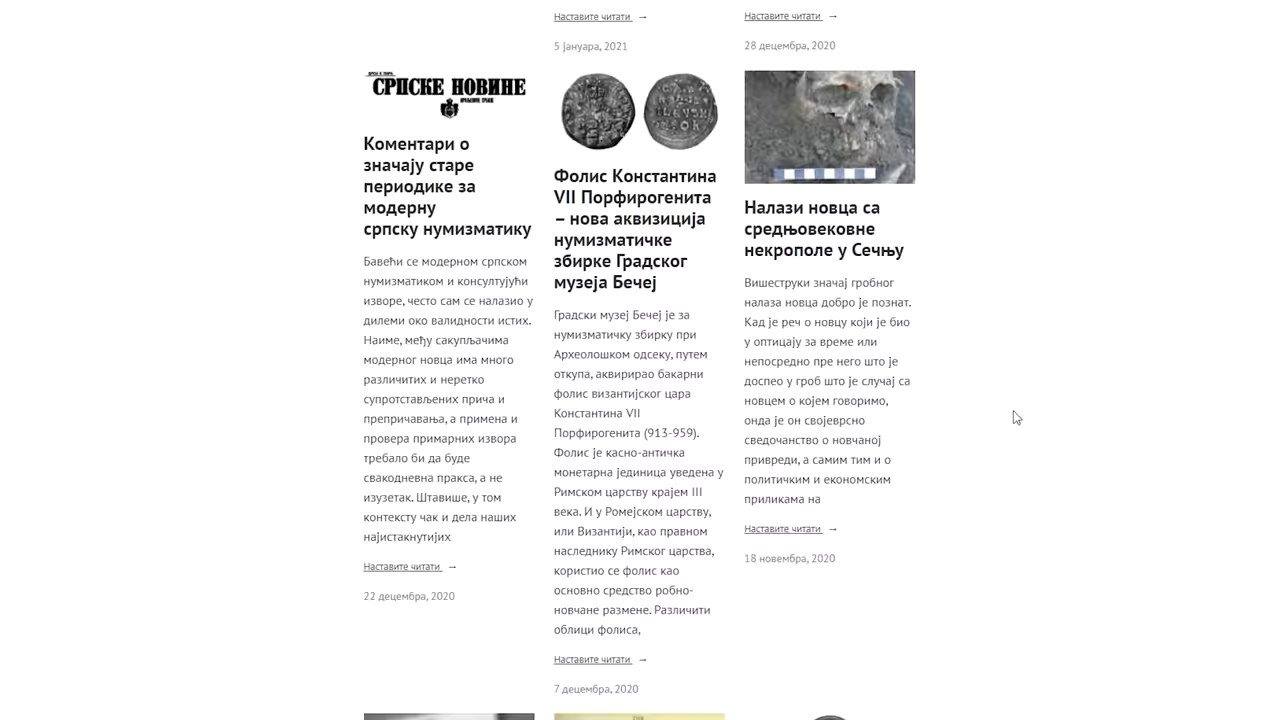 Наставите читати →
5 јануара, 2021
Наставите читати →
28 децембра, 2020
СРПСКЕ НОВИНЕ
Коментари о
значају старе
периодике за
модерну
српску нумизматику
Бавећи се модерном српском
нумизматиком и консултујући
изворе, често сам се налазио у
дилеми око валидности истих.
Наиме, међу сакупљачима
модерног новца има много
различитих и неретко
супротстављених прича и
препричавања, а примена и
провера примарних извора
требало би да буде
свакодневна пракса, а не
изузетак. Штавише, у том
контексту чак и дела наших
најистакнутијих
Наставите читати →
22 децембра, 2020
Фолис Константина
VII Порфирогенита
– нова аквизиција
нумизматичке
збирке Градског
музеја Бечеј
Градски музеј Бечеј је за
нумизматичку збирку при
Археолошком одсеку, путем
откупа, аквирирао бакарни
фолис византијског цара
Константина VII
Порфирогенита (913-959).
Фолис је касно-античка
монетарна јединица уведена у
Римском царству крајем III
века. И у Ромејском царству,
или Византији, као правном
наследнику Римског царства,
користио се фолис као
основно средство робно-
новчане размене. Различити
облици фолиса,
Наставите читати →
7 децембра, 2020
Налази новца са
средњовековне
некрополе у Сечњу
Вишеструки значај гробног
налаза новца добро је познат.
Кад је реч о новцу који је био
у оптицају за време или
непосредно пре него што је
доспео у гроб што је случај са
новцем о којем говоримо,
онда је он својеврсно
сведочанство о новчаној
привреди, а самим тим и о
политичким и економским
приликама на
Наставите читати →
18 новембра, 2020